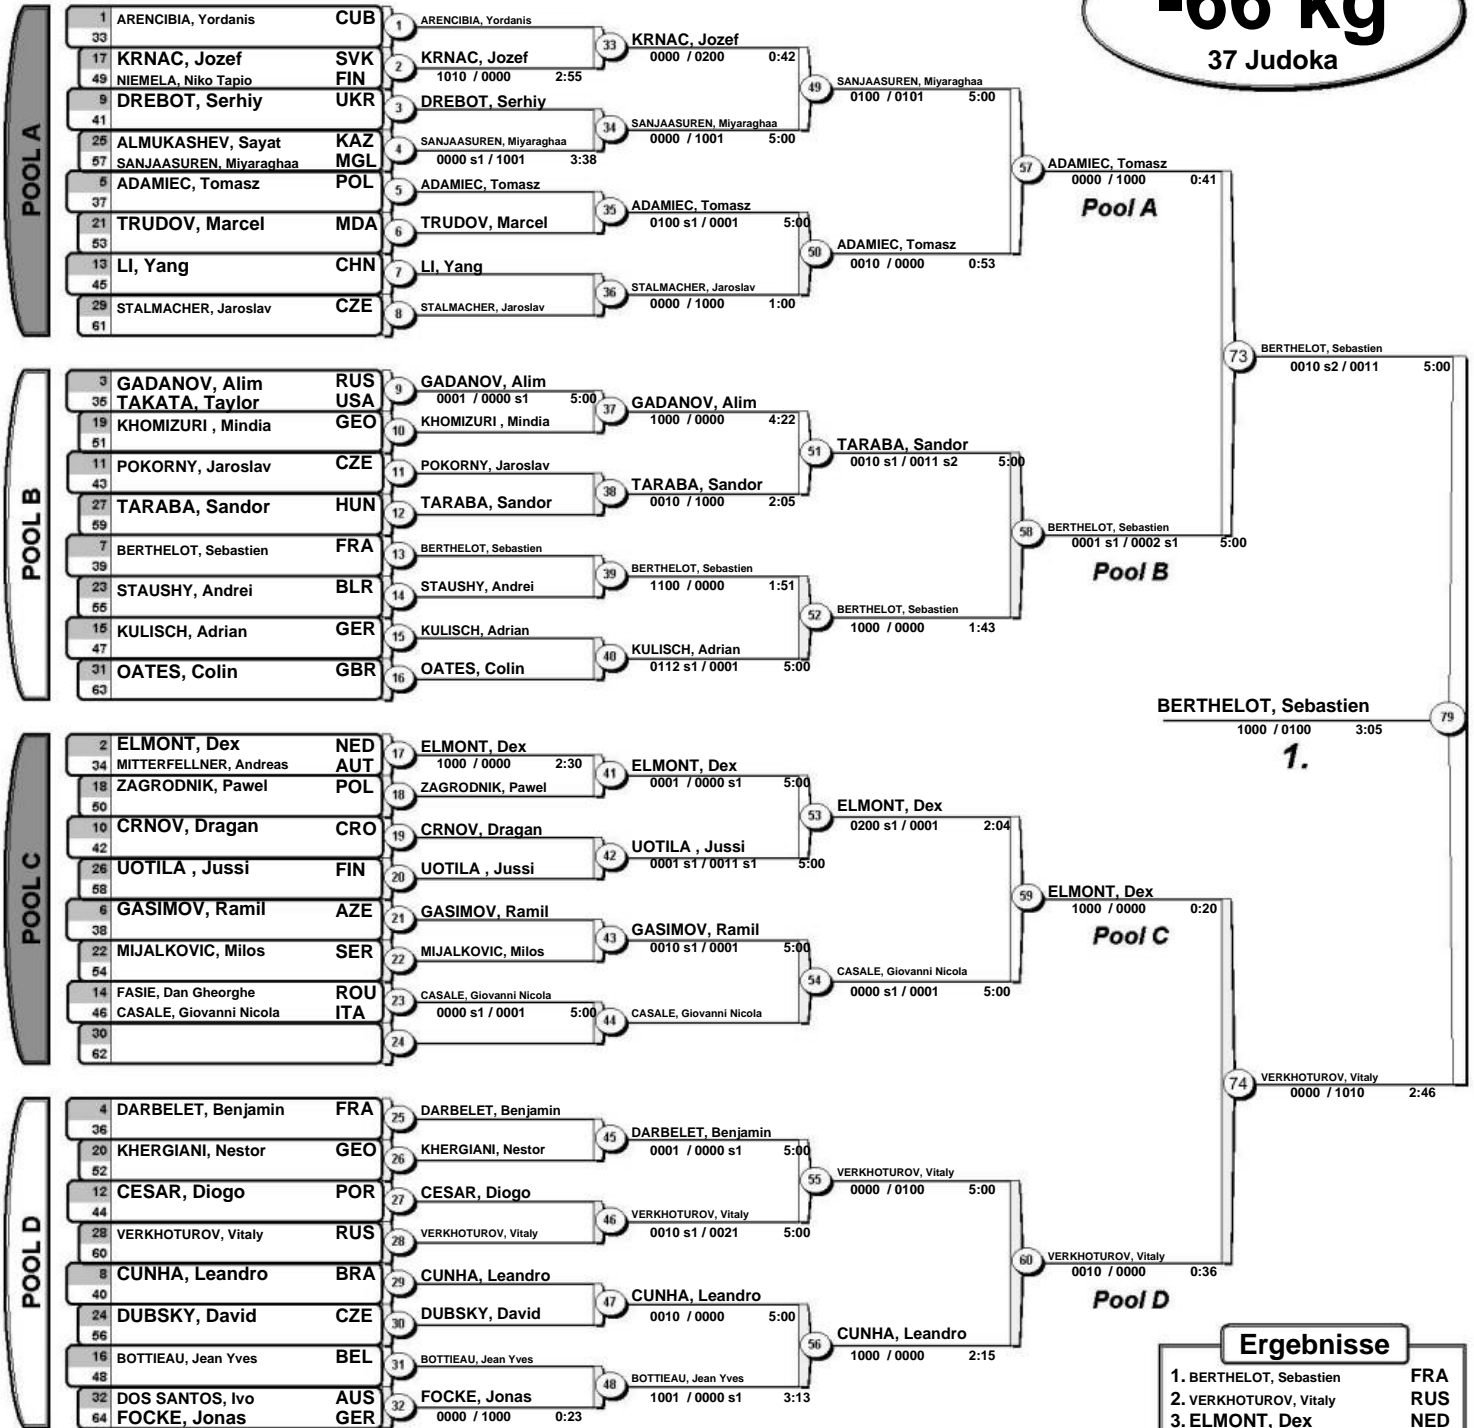 -66 kg
37 Judoka
POOL A
1 ARENCIBIA, Yordanis CUB
33
17 KRNAC, Jozef SVK
49 NIEMELA, Niko Tapio FIN
9 DREBOT, Serhiy UKR
41
25 ALMUKASHEV, Sayat KAZ
57 SANJAASUREN, Miyaraghaa MGL
5 ADAMIEC, Tomasz POL
37
21 TRUDOV, Marcel MDA
53
13 LI, Yang CHN
45
29 STALMACHER, Jaroslav CZE
61
1 ARENCIBIA, Yordanis
2 KRNAC, Jozef
1010 / 0000 2:55
3 DREBOT, Serhiy
4 SANJAASUREN, Miyaraghaa
0000 s1 / 1001 3:38
5 ADAMIEC, Tomasz
6 TRUDOV, Marcel
7 LI, Yang
8 STALMACHER, Jaroslav
33 KRNAC, Jozef
0000 / 0200 0:42
34 SANJAASUREN, Miyaraghaa
0000 / 1001 5:00
35 ADAMIEC, Tomasz
0100 s1 / 0001 5:00
36 STALMACHER, Jaroslav
0000 / 1000 1:00
49 SANJAASUREN, Miyaraghaa
0100 / 0101 5:00
50 ADAMIEC, Tomasz
0010 / 0000 0:53
57 ADAMIEC, Tomasz
0000 / 1000 0:41
Pool A
POOL B
3 GADANOV, Alim RUS
35 TAKATA, Taylor USA
19 KHOMIZURI , Mindia GEO
51
11 POKORNY, Jaroslav CZE
43
27 TARABA, Sandor HUN
59
7 BERTHELOT, Sebastien FRA
39
23 STAUSHY, Andrei BLR
55
15 KULISCH, Adrian GER
47
31 OATES, Colin GBR
63
9 GADANOV, Alim
0001 / 0000 s1 5:00
10 KHOMIZURI , Mindia
11 POKORNY, Jaroslav
12 TARABA, Sandor
13 BERTHELOT, Sebastien
14 STAUSHY, Andrei
15 KULISCH, Adrian
16 OATES, Colin
37 GADANOV, Alim
1000 / 0000 4:22
38 TARABA, Sandor
0010 / 1000 2:05
39 BERTHELOT, Sebastien
1100 / 0000 1:51
40 KULISCH, Adrian
0112 s1 / 0001 5:00
51 TARABA, Sandor
0010 s1 / 0011 s2 5:00
52 BERTHELOT, Sebastien
1000 / 0000 1:43
58 BERTHELOT, Sebastien
0001 s1 / 0002 s1 5:00
Pool B
73 BERTHELOT, Sebastien
0010 s2 / 0011 5:00
BERTHELOT, Sebastien 79
1000 / 0100 3:05
1.
POOL C
2 ELMONT, Dex NED
34 MITTERFELLNER, Andreas AUT
18 ZAGRODNIK, Pawel POL
50
10 CRNOV, Dragan CRO
42
26 UOTILA , Jussi FIN
58
6 GASIMOV, Ramil AZE
38
22 MIJALKOVIC, Milos SER
54
14 FASIE, Dan Gheorghe ROU
46 CASALE, Giovanni Nicola ITA
30
62
17 ELMONT, Dex
1000 / 0000 2:30
18 ZAGRODNIK, Pawel
19 CRNOV, Dragan
20 UOTILA , Jussi
21 GASIMOV, Ramil
22 MIJALKOVIC, Milos
23 CASALE, Giovanni Nicola
0000 s1 / 0001 5:00
24
41 ELMONT, Dex
0001 / 0000 s1 5:00
42 UOTILA , Jussi
0001 s1 / 0011 s1 5:00
43 GASIMOV, Ramil
0010 s1 / 0001 5:00
44 CASALE, Giovanni Nicola
53 ELMONT, Dex
0200 s1 / 0001 2:04
54 CASALE, Giovanni Nicola
0000 s1 / 0001 5:00
59 ELMONT, Dex
1000 / 0000 0:20
Pool C
POOL D
4 DARBELET, Benjamin FRA
36
20 KHERGIANI, Nestor GEO
52
12 CESAR, Diogo POR
44
28 VERKHOTUROV, Vitaly RUS
60
8 CUNHA, Leandro BRA
40
24 DUBSKY, David CZE
56
16 BOTTIEAU, Jean Yves BEL
48
32 DOS SANTOS, Ivo AUS
64 FOCKE, Jonas GER
25 DARBELET, Benjamin
26 KHERGIANI, Nestor
27 CESAR, Diogo
28 VERKHOTUROV, Vitaly
29 CUNHA, Leandro
30 DUBSKY, David
31 BOTTIEAU, Jean Yves
32 FOCKE, Jonas
0000 / 1000 0:23
45 DARBELET, Benjamin
0001 / 0000 s1 5:00
46 VERKHOTUROV, Vitaly
0010 s1 / 0021 5:00
47 CUNHA, Leandro
0010 / 0000 5:00
48 BOTTIEAU, Jean Yves
1001 / 0000 s1 3:13
55 VERKHOTUROV, Vitaly
0000 / 0100 5:00
56 CUNHA, Leandro
1000 / 0000 2:15
60 VERKHOTUROV, Vitaly
0010 / 0000 0:36
Pool D
74 VERKHOTUROV, Vitaly
0000 / 1010 2:46
Ergebnisse
1. BERTHELOT, Sebastien FRA
2. VERKHOTUROV, Vitaly RUS
3. ELMONT, Dex NED